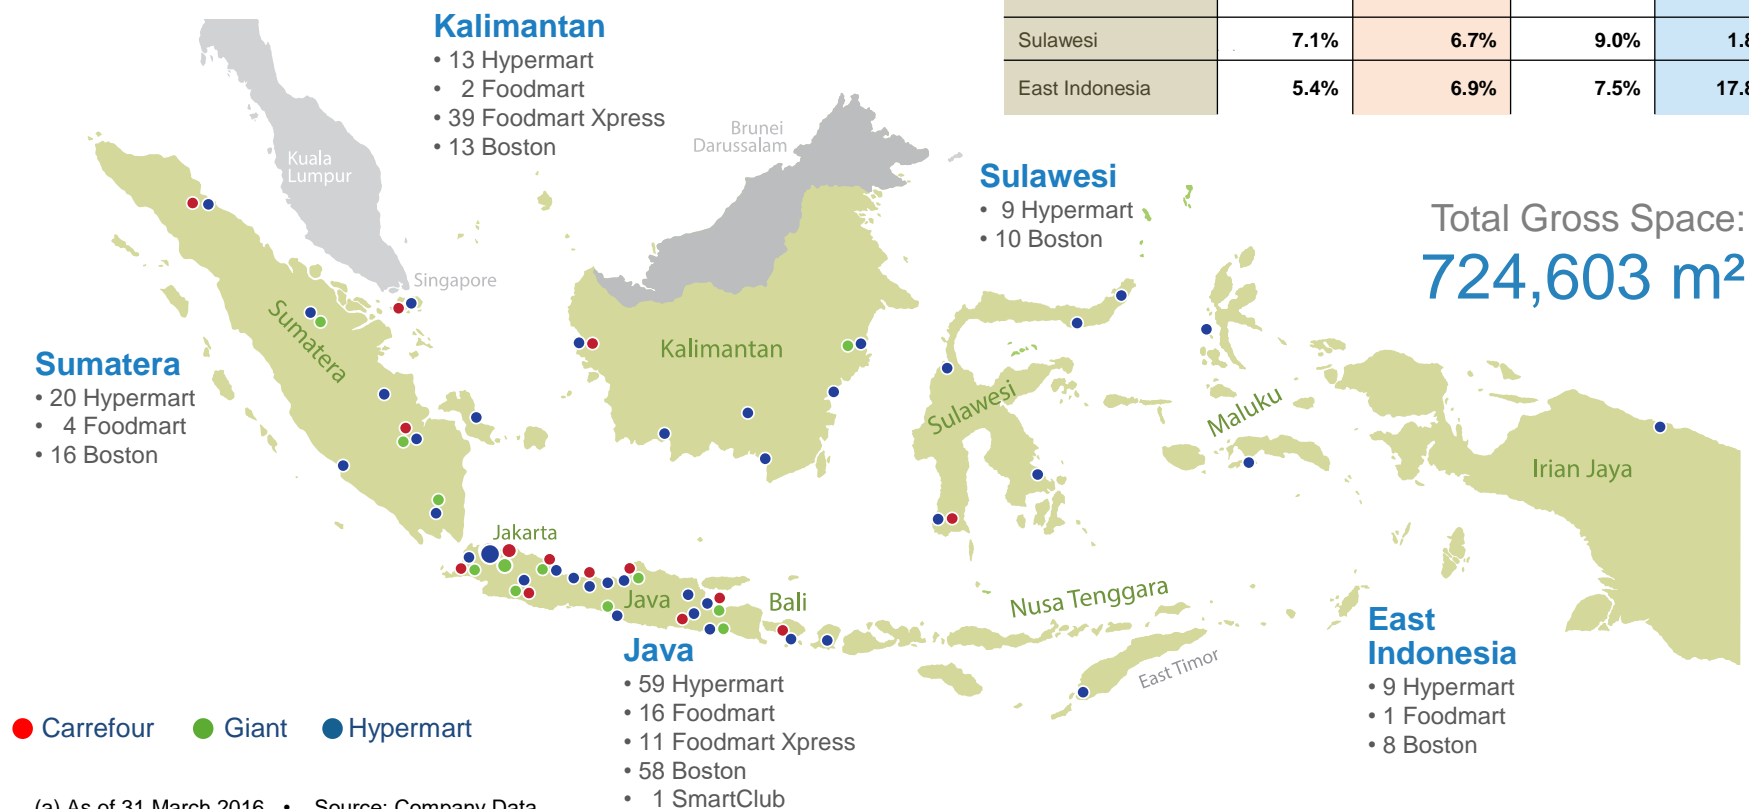 Kalimantan
• 13 Hypermart
• 2 Foodmart
• 39 Foodmart Xpress
• 13 Boston
Sulawesi 7.1% 6.7% 9.0%
East Indonesia 5.4% 6.9% 7.5%
Brunei
Darussalam
Kuala
Lumpur
Sulawesi
• 9 Hypermart
• 10 Boston
Total Gross Space:
724,603 m²
Singapore
Sumatera
Kalimantan
Sumatera
• 20 Hypermart
• 4 Foodmart
• 16 Boston
Sulawesi
Maluku
Irian Jaya
Jakarta
Java
Bali
Nusa Tenggara
East Timor
Java
• 59 Hypermart
• 16 Foodmart
• 11 Foodmart Xpress
• 58 Boston
• 1 SmartClub
East
Indonesia
• 9 Hypermart
• 1 Foodmart
• 8 Boston
Carrefour Giant Hypermart
(a) As of 31 March 2016 • Source: Company Data